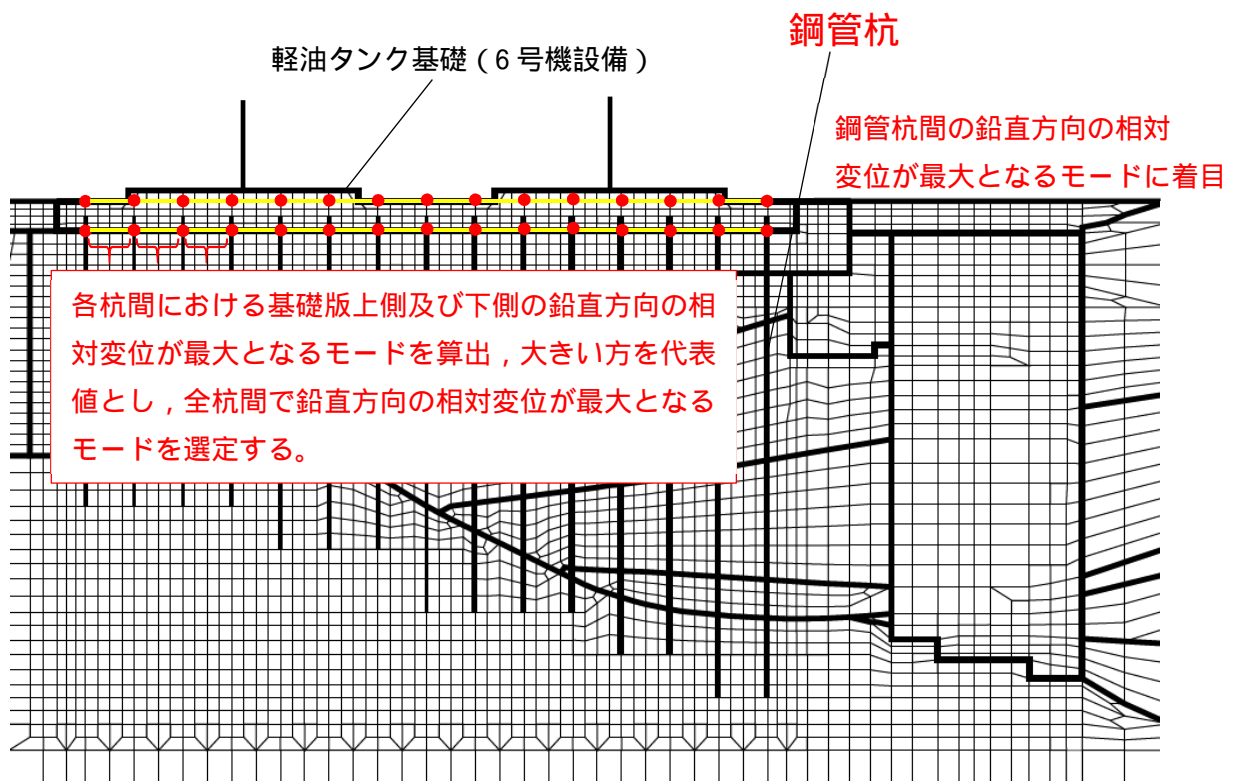 鋼管杭
軽油タンク基礎（６号機設備）
鋼管杭間の鉛直方向の相対
変位が最大となるモードに着目
各杭間における基礎版上側及び下側の鉛直方向の相
対変位が最大となるモードを算出，大きい方を代表
値とし，全杭間で鉛直方向の相対変位が最大となる
モードを選定する。